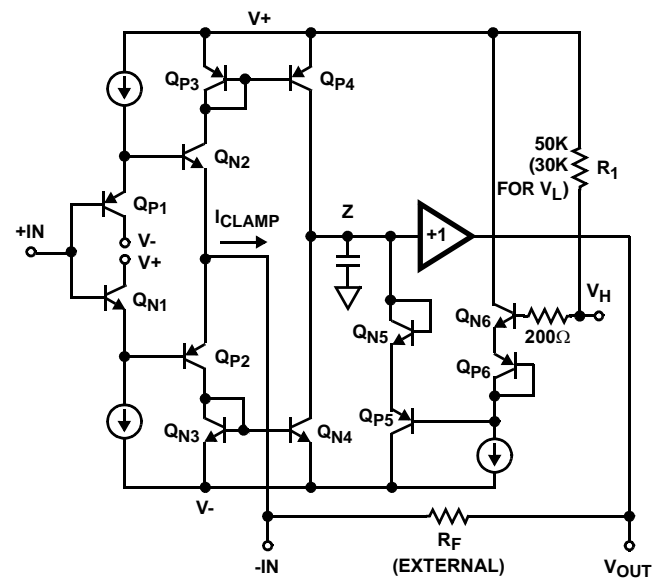 V+
QP3
QP4
QN2
50K
(30K
FOR VL)
R1
QP1
+IN
V-
V+
ICLAMP
Z
+1
QN1
VH
QN5
QN6
200Ω
QP2
QP6
QP5
QN3
QN4
V-
RF
(EXTERNAL)
-IN
VOUT